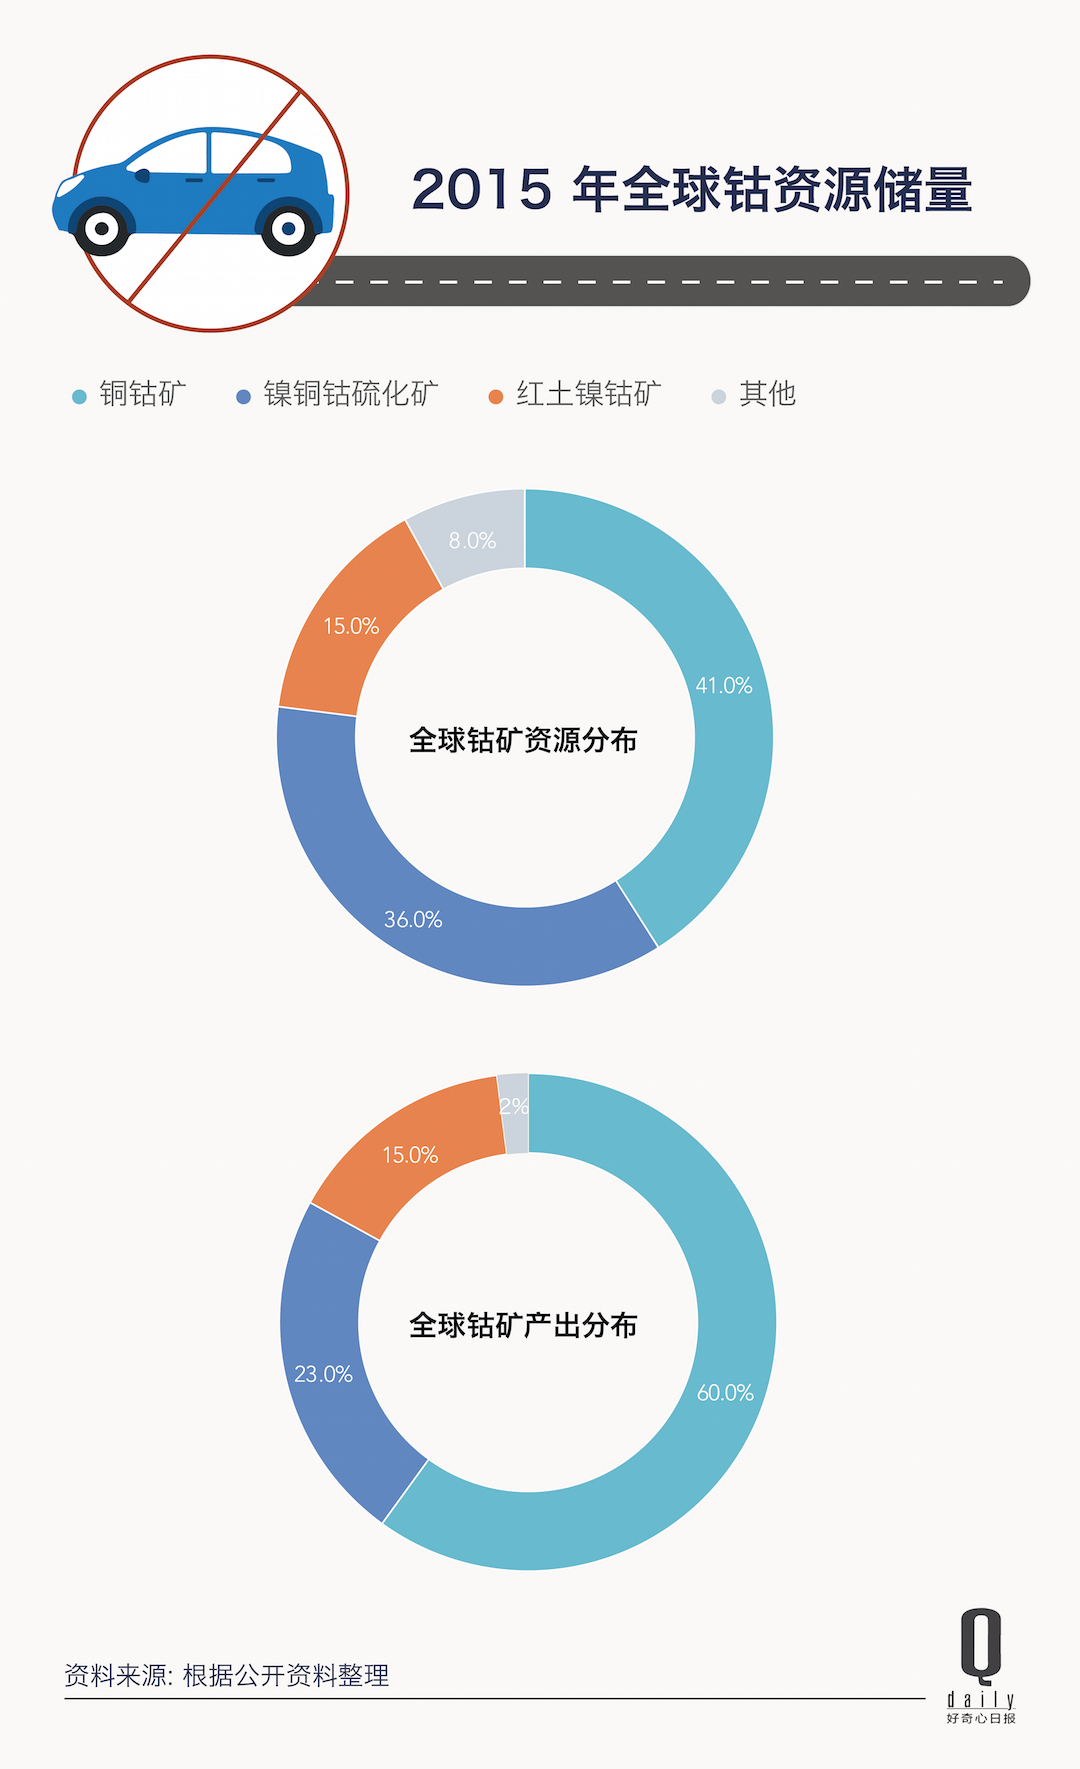 2015 年全球钴资源储量
铜钴矿 镍铜钴硫化矿 红土镍钴矿 其他
8.0%
15.0%
41.0%
全球钴矿资源分布
36.0%
2%
15.0%
全球钴矿产出分布
23.0%
60.0%
资料来源: 根据公开资料整理
Q
daily
好奇心日报